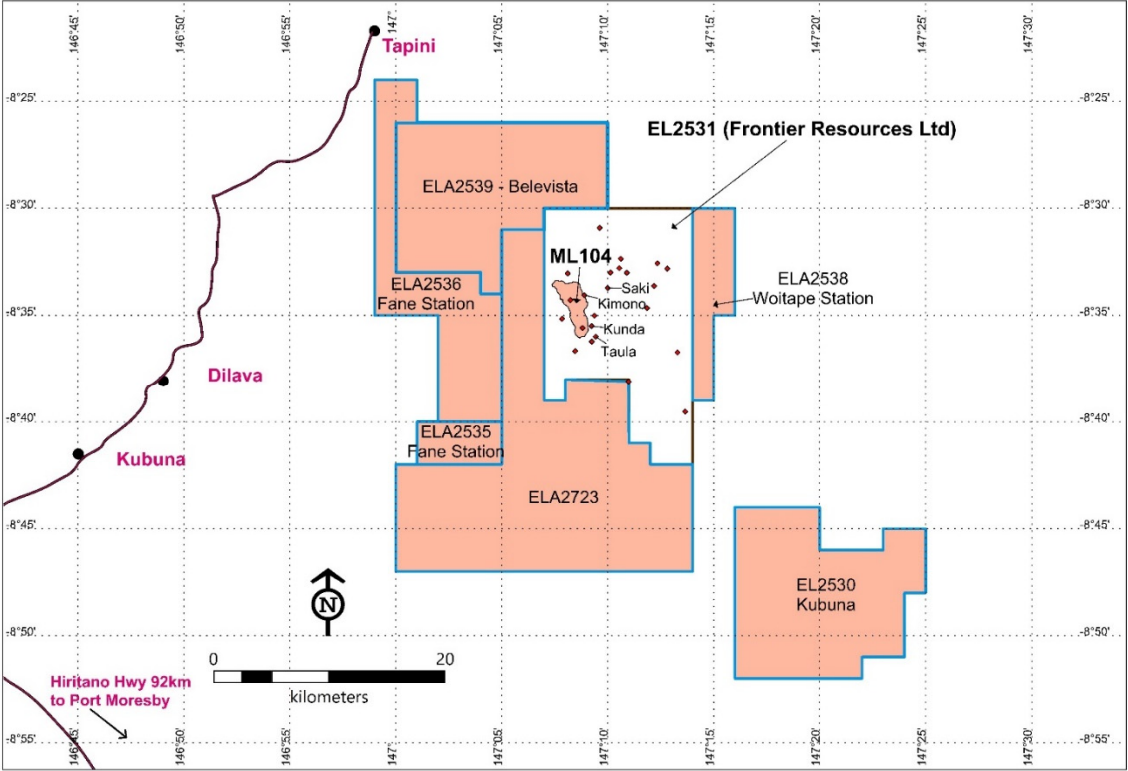 146°45'
146°50'
146°55'
147°
147°05'
147°10'
147°15'
147°20'
147°25'
147°30'
Tapini
-8°25'
-8°25'
EL2531 (Frontier Resources Ltd)
ELA2539 - Belevista
-8°30'
-8°30'
ML104
ELA2536
Fane Station
Saki
Kimono
ELA2538
Woitape Station
-8°35'
-8°35'
Kunda
Taula
Dilava
-8°40'
-8°40'
ELA2535
Fane Station
Kubuna
ELA2723
-8°45'
-8°45'
EL2530
Kubuna
N
-8°50'
-8°50'
0
20
kilometers
Hiritano Hwy 92km
to Port Moresby
-8°55'
-8°55'
146°45'
146°50'
146°55'
147°
147°05'
147°10'
147°15'
147°20'
147°25'
147°30'